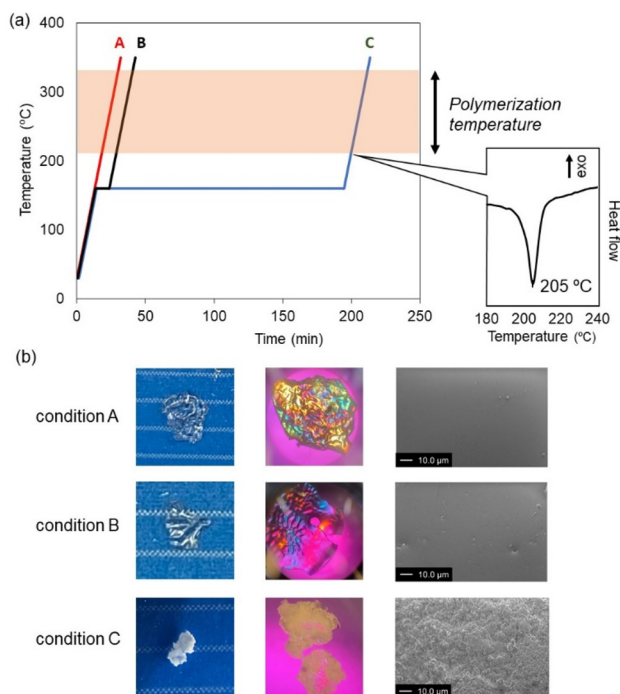 (a)
400
300
200
100
0
Temperature (ºC)
A
B
C
0
50
100
150
200
250
Time (min)
Polymerization
temperature
exo
Heat flow
205 ºC
180
200
220
240
Temperature (ºC)
(b)
condition A
10.0 µm
condition B
10.0 µm
condition C
10.0 µm